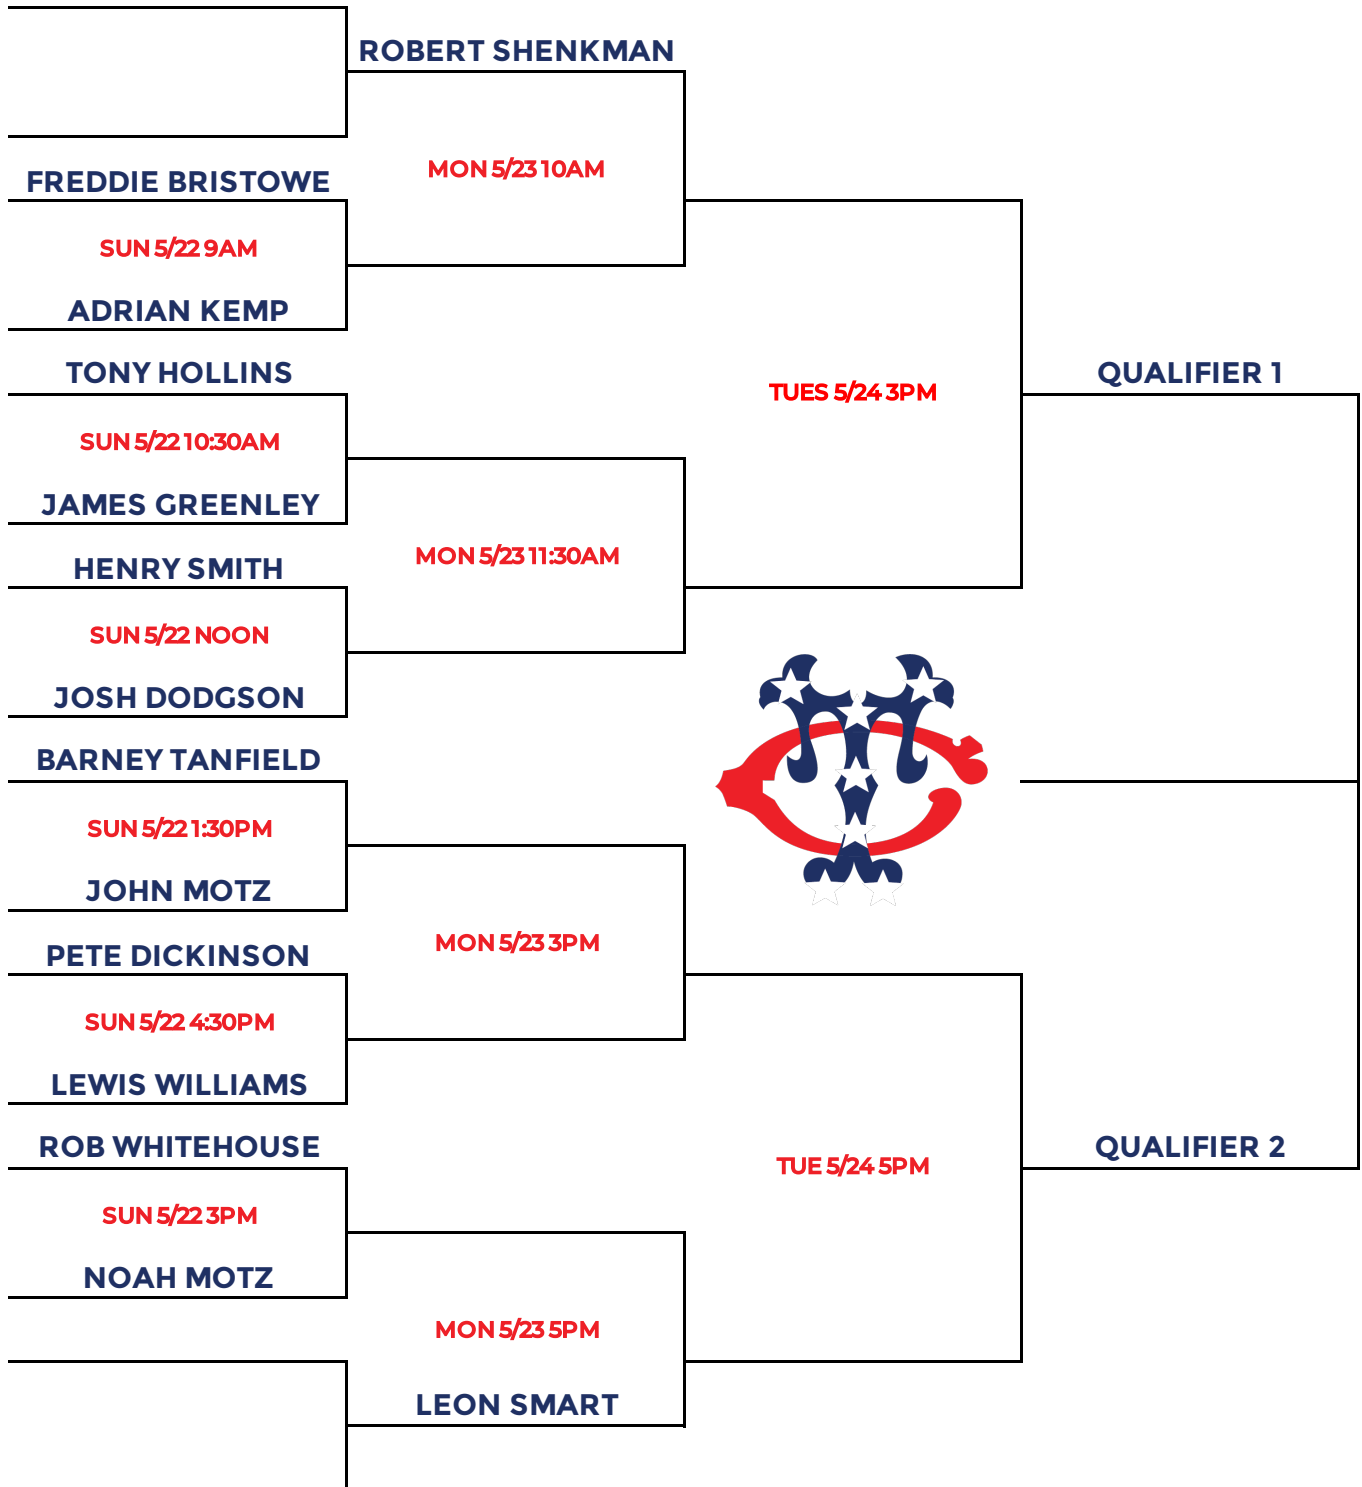 ROBERT SHENKMAN
MON 5/23 10AM
FREDDIE BRISTOWE
SUN 5/22 9AM
ADRIAN KEMP
TONY HOLLINS
SUN 5/22 10:30AM
JAMES GREENLEY
MON 5/23 11:30AM
HENRY SMITH
SUN 5/22 NOON
JOSH DODGSON
TUES 5/24 3PM
QUALIFIER 1
BARNEY TANFIELD
SUN 5/22 1:30PM
JOHN MOTZ
MON 5/23 3PM
PETE DICKINSON
SUN 5/22 4:30PM
LEWIS WILLIAMS
ROB WHITEHOUSE
SUN 5/22 3PM
NOAH MOTZ
MON 5/23 5PM
LEON SMART
TUE 5/24 5PM
QUALIFIER 2